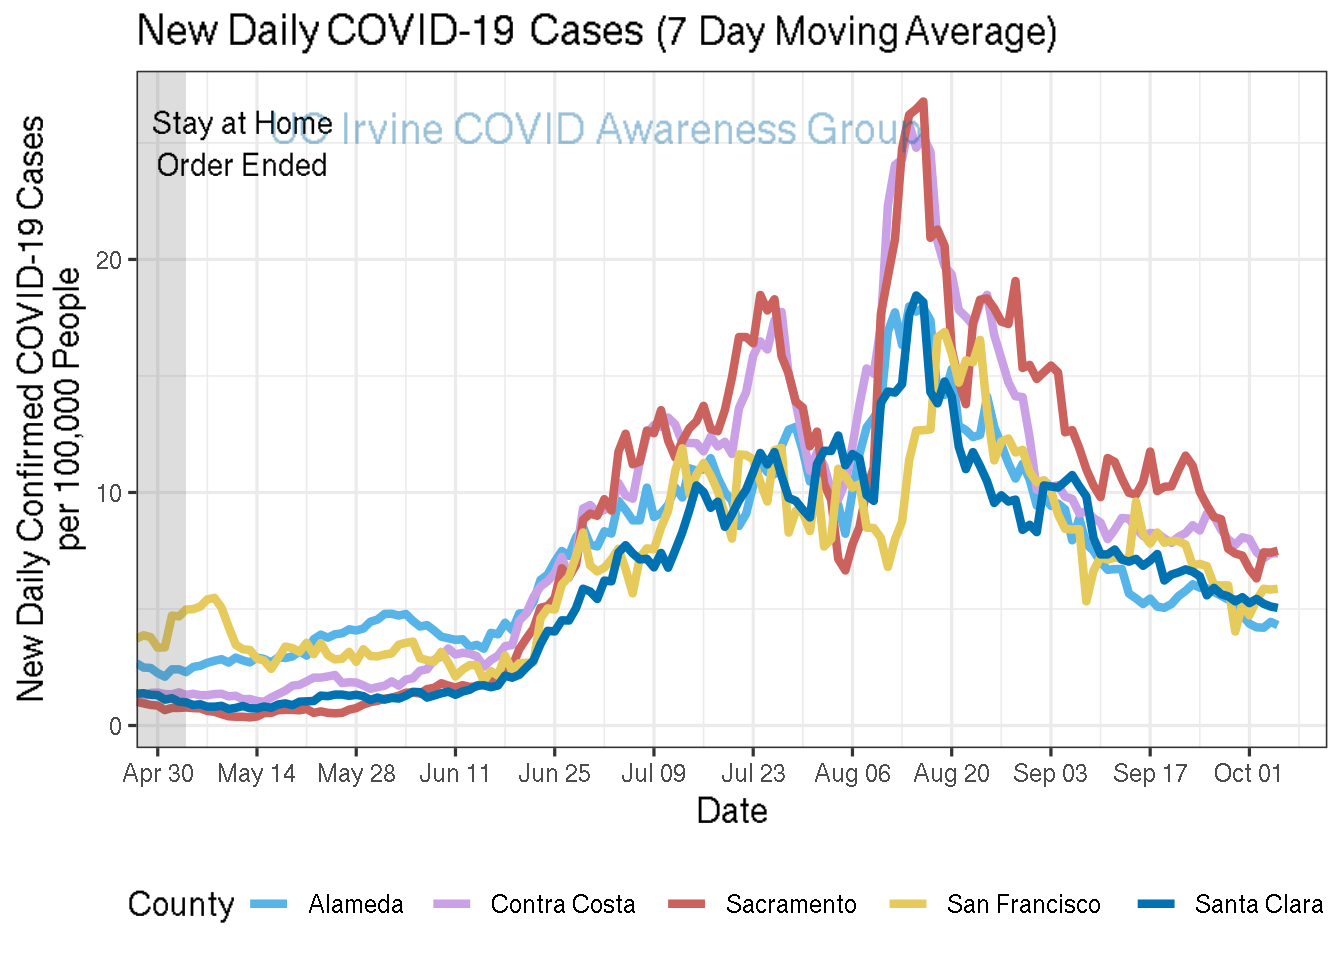 New Daily COVID-19 Cases (7 Day Moving Average)
UC Irvine COVID Awareness Group
Stay at Home
Order Ended
New Daily Confirmed COVID-19 Cases
per 100,000 People
20
10
0
Apr 30 May 14 May 28 Jun 11 Jun 25 Jul 09 Jul 23 Aug 06 Aug 20 Sep 03 Sep 17 Oct 01
Date
County Alameda Contra Costa Sacramento San Francisco Santa Clara